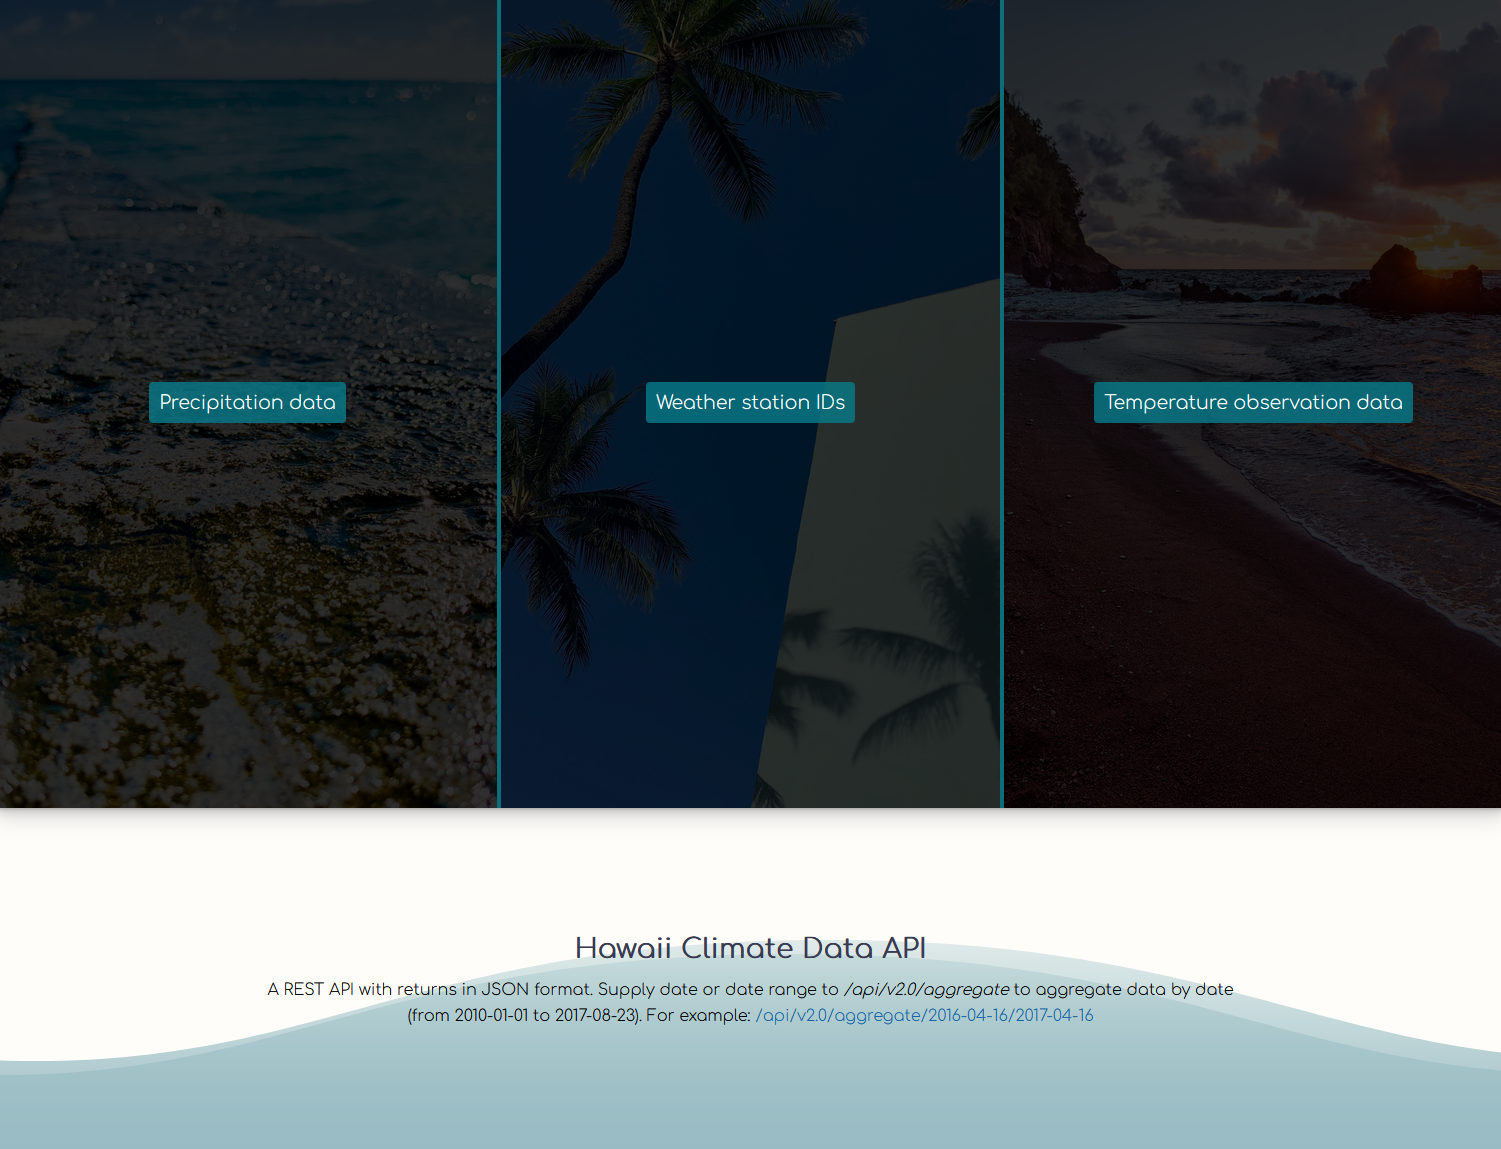 Precipitation data
Weather station IDs
Temperature observation data
Hawaii Climate Data API
A REST API with returns in JSON format. Supply date or date range to /api/v2.0/aggregate to aggregate data by date
(from 2010-01-01 to 2017-08-23). For example: /api/v2.0/aggregate/2016-04-16/2017-04-16